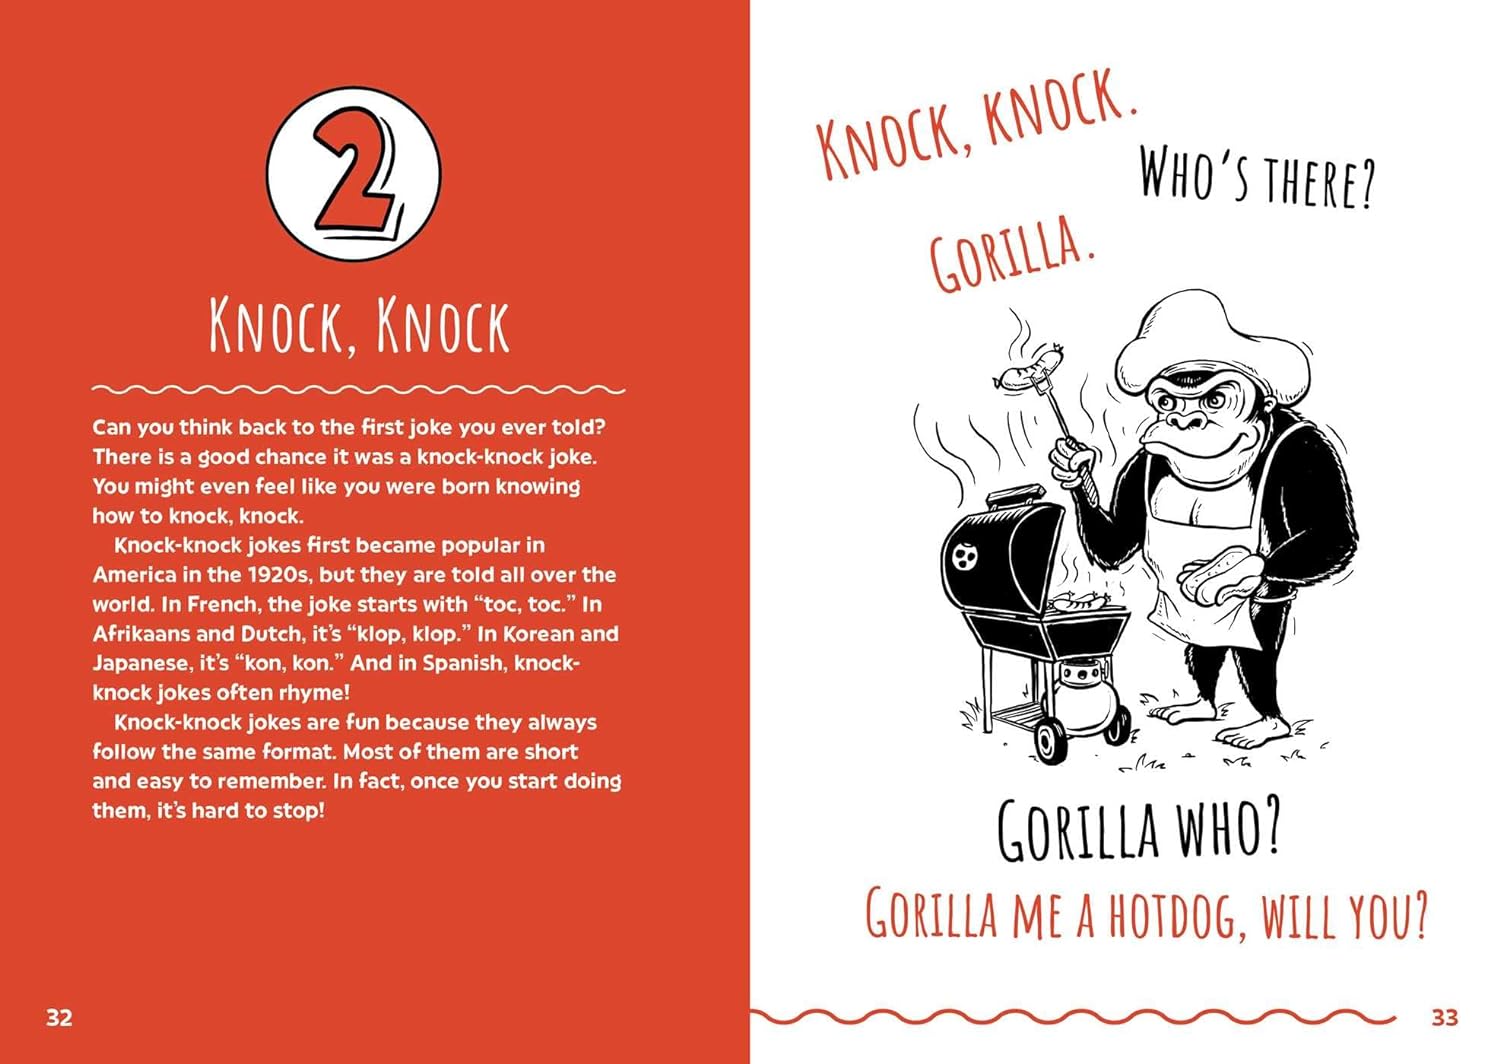 2
Knock, Knock
Can you think back to the first joke you ever told?
There is a good chance it was a knock-knock joke.
You might even feel like you were born knowing
how to knock, knock.
Knock-knock jokes first became popular in
America in the 1920s, but they are told all over the
world. In French, the joke starts with “toc, toc.” In
Afrikaans and Dutch, it’s “klop, klop.” In Korean and
Japanese, it’s “kon, kon.” And in Spanish, knock-
knock jokes often rhyme!
Knock-knock jokes are fun because they always
follow the same format. Most of them are short
and easy to remember. In fact, once you start doing
them, it’s hard to stop!
32
Knock, knock.
Who’s there?
Gorilla.
Gorilla who?
Gorilla me a hotdog, will you?
33